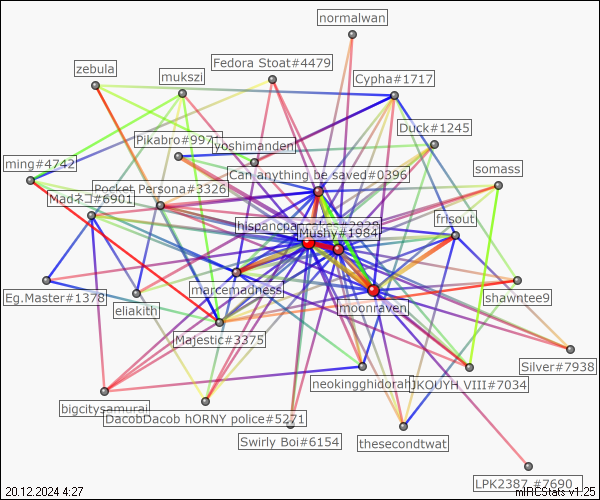 normalwan
Fedora Stoat#4479
zebula
mukszi
Cypha#1717
Duck#1245
Pikabro#997
yoshimanden
ming#4742
Can anything be saved#0396
somass
Pocket Persona#3326
Madネコ#6901
frisout
Mushy#1984
marcemadness
Eg.Master#1378
eliakith
moonraven
shawntee9
Majestic#3375
Silver#7938
neokingghidorah
JKOUYH VIII#7034
bigcitysamurai
DacobDacob hORNY police#5271
Swirly Boi#6154
thesecondtwat
LPK2387 #7690
20.12.2024 4:27
mIRCStats v1.25